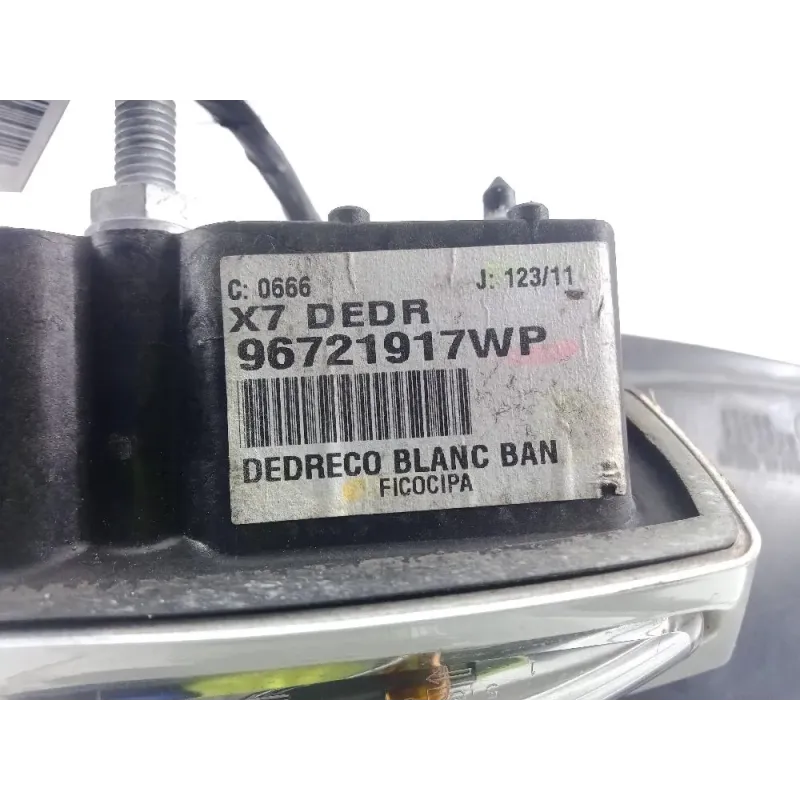 C: 0666 J: 123/11
X7 DEDR
96721917WP
DEDRECO BLANC BAN
FICOCIPA